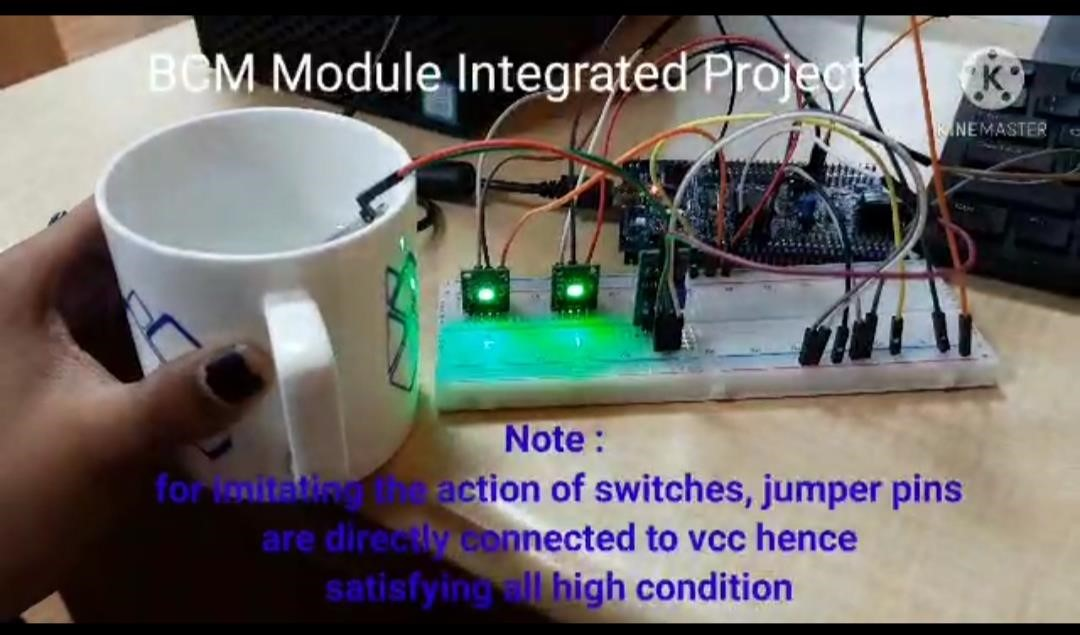 BCM Module Integrated Project
K
KINEMASTER
Note :
for imitating the action of switches, jumper pins
are directly connected to vcc hence
satisfying all high condition